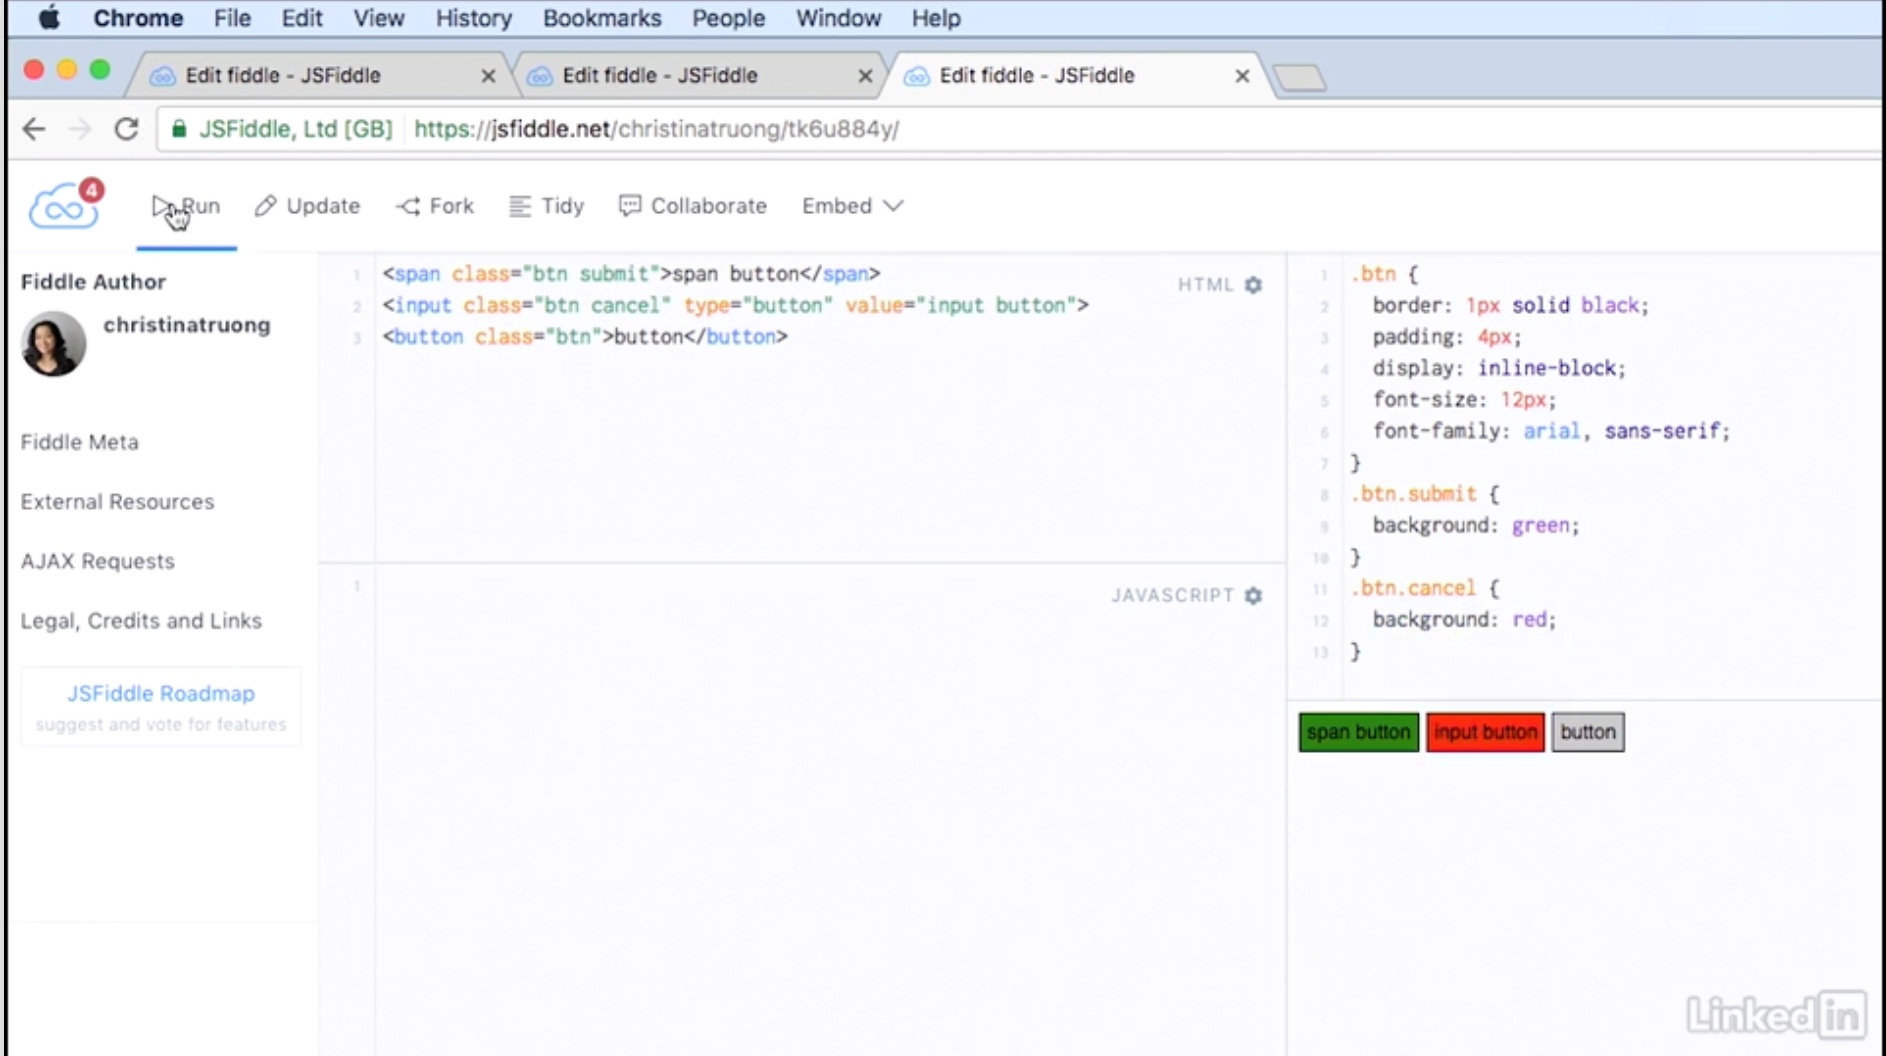 Chrome File Edit View History Bookmarks People Window Help
Edit fiddle - JSFiddle
Edit fiddle - JSFiddle
Edit fiddle - JSFiddle
JSFiddle, Ltd [GB] https://jsfiddle.net/christinatruong/tk6u884y/
4
Run Update Fork Tidy Collaborate Embed
Fiddle Author
christinatruong
Fiddle Meta
External Resources
AJAX Requests
Legal, Credits and Links
JSFiddle Roadmap
suggest and vote for features
HTML
1 <span class="btn submit">span button</span>
2 <input class="btn cancel" type="button" value="input button">
3 <button class="btn">button</button>
JAVASCRIPT
1
1 .btn {
2 border: 1px solid black;
3 padding: 4px;
4 display: inline-block;
5 font-size: 12px;
6 font-family: arial, sans-serif;
7 }
8 .btn.submit {
9 background: green;
10 }
11 .btn.cancel {
12 background: red;
13 }
span button input button button
Linked in